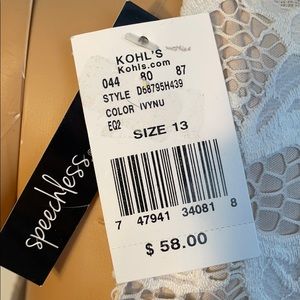 KOHL'S
Kohls.com
044 80 87
STYLE D68795H439
COLOR IVYNU
EQ2
SIZE 13
7 47941 34081 8
$ 58.00
speechless